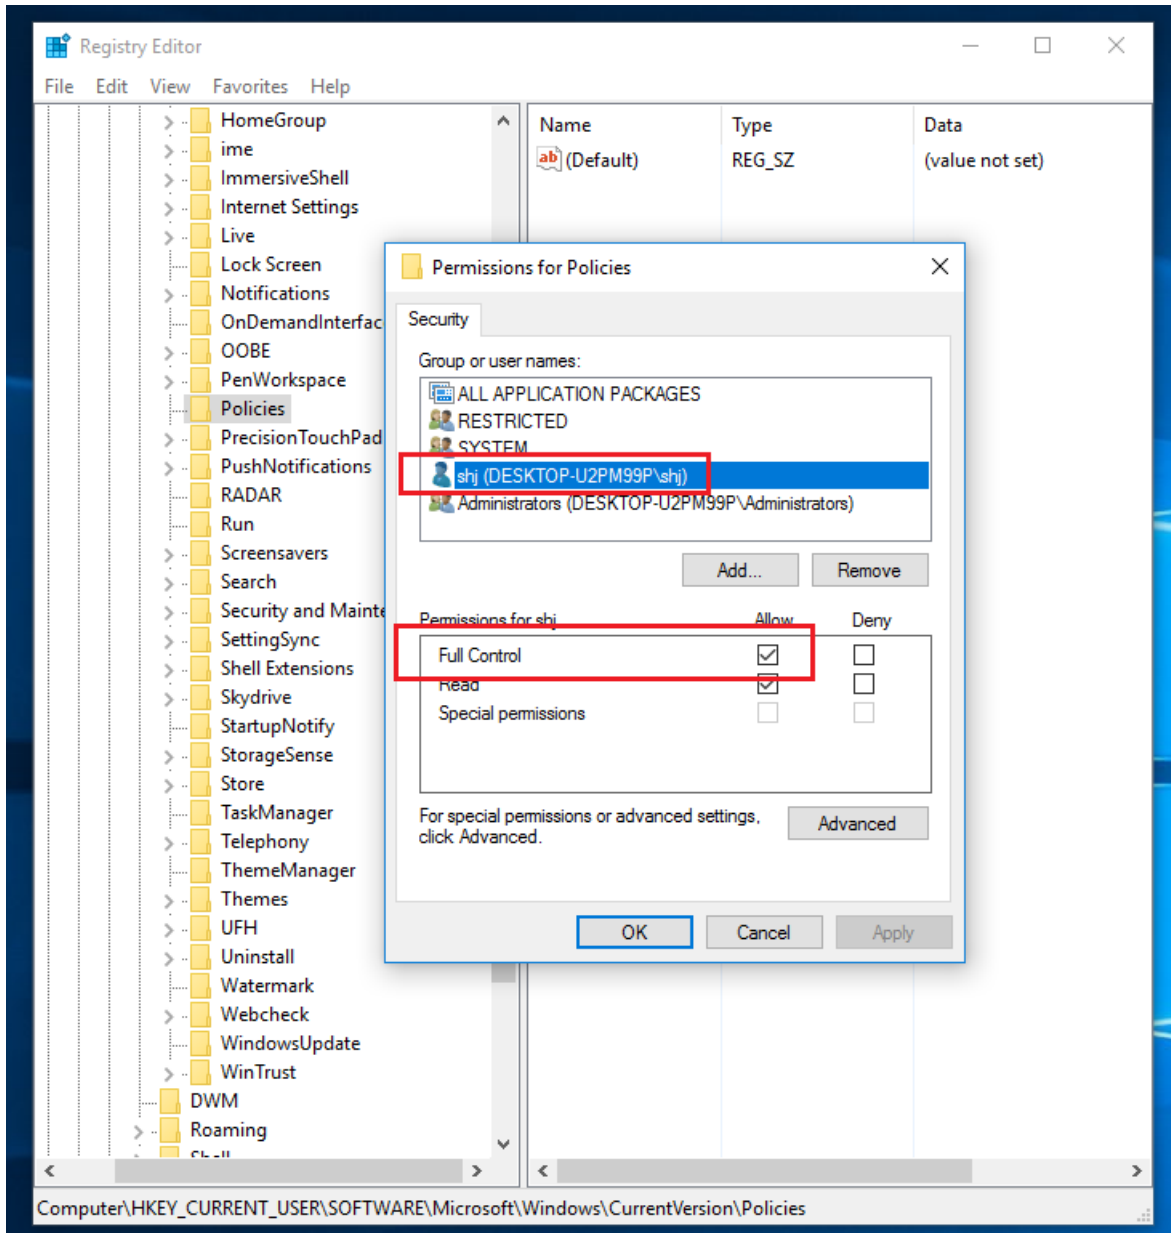 Registry Editor
File Edit View Favorites Help
HomeGroup
ime
ImmersiveShell
Internet Settings
Live
Lock Screen
Notifications
OnDemandInterfac
OOBE
PenWorkspace
Policies
PrecisionTouchPad
PushNotifications
RADAR
Run
Screensavers
Search
Security and Mainte
SettingSync
Shell Extensions
Skydrive
StartupNotify
StorageSense
Store
TaskManager
Telephony
ThemeManager
Themes
UFH
Uninstall
Watermark
Webcheck
WindowsUpdate
WinTrust
DWM
Roaming
Shell
Name Type Data
ab (Default) REG_SZ (value not set)
Permissions for Policies
Security
Group or user names:
ALL APPLICATION PACKAGES
RESTRICTED
SYSTEM
shj (DESKTOP-U2PM99P\shj)
Administrators (DESKTOP-U2PM99P\Administrators)
Add... Remove
Permissions for shj Allow Deny
Full Control
Read
Special permissions
For special permissions or advanced settings,
click Advanced.
Advanced
OK Cancel Apply
Computer\HKEY_CURRENT_USER\SOFTWARE\Microsoft\Windows\CurrentVersion\Policies